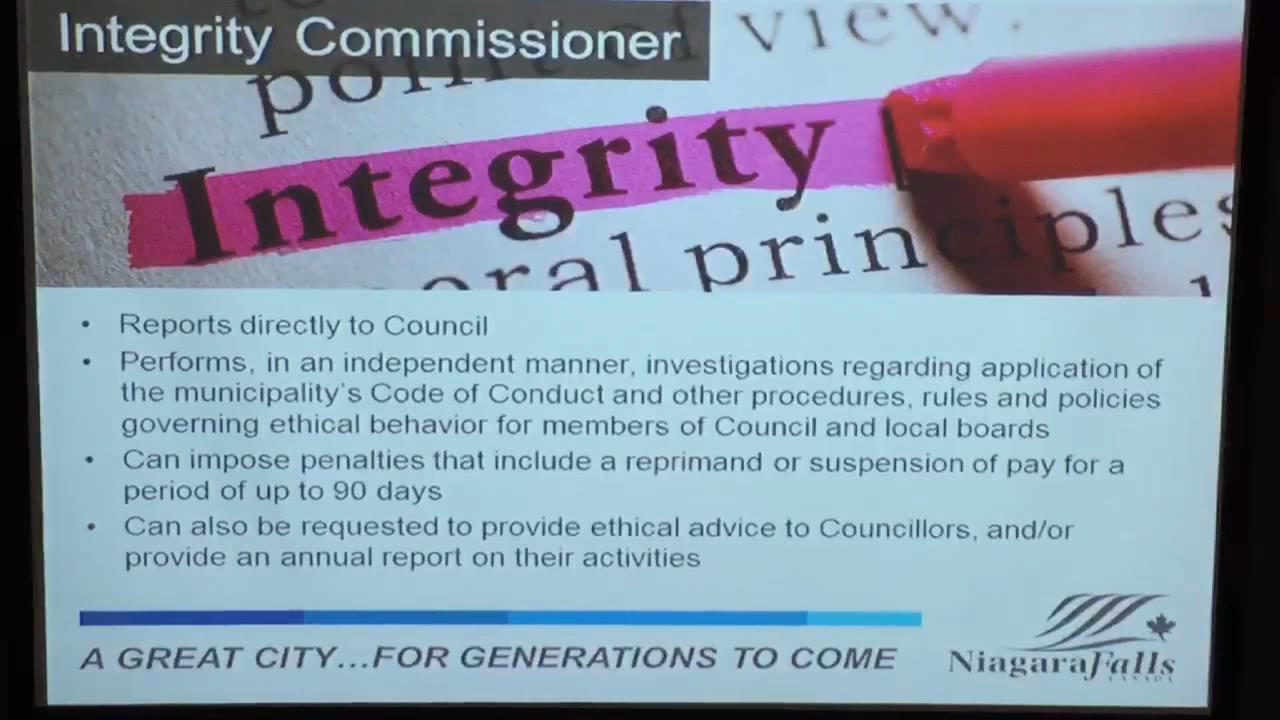 Integrity Commissioner
view.
point of
Integrity
oral principles
• Reports directly to Council
• Performs, in an independent manner, investigations regarding application of
the municipality's Code of Conduct and other procedures, rules and policies
governing ethical behavior for members of Council and local boards
• Can impose penalties that include a reprimand or suspension of pay for a
period of up to 90 days
• Can also be requested to provide ethical advice to Councillors, and/or
provide an annual report on their activities
A GREAT CITY...FOR GENERATIONS TO COME
NiagaraFalls
CANADA